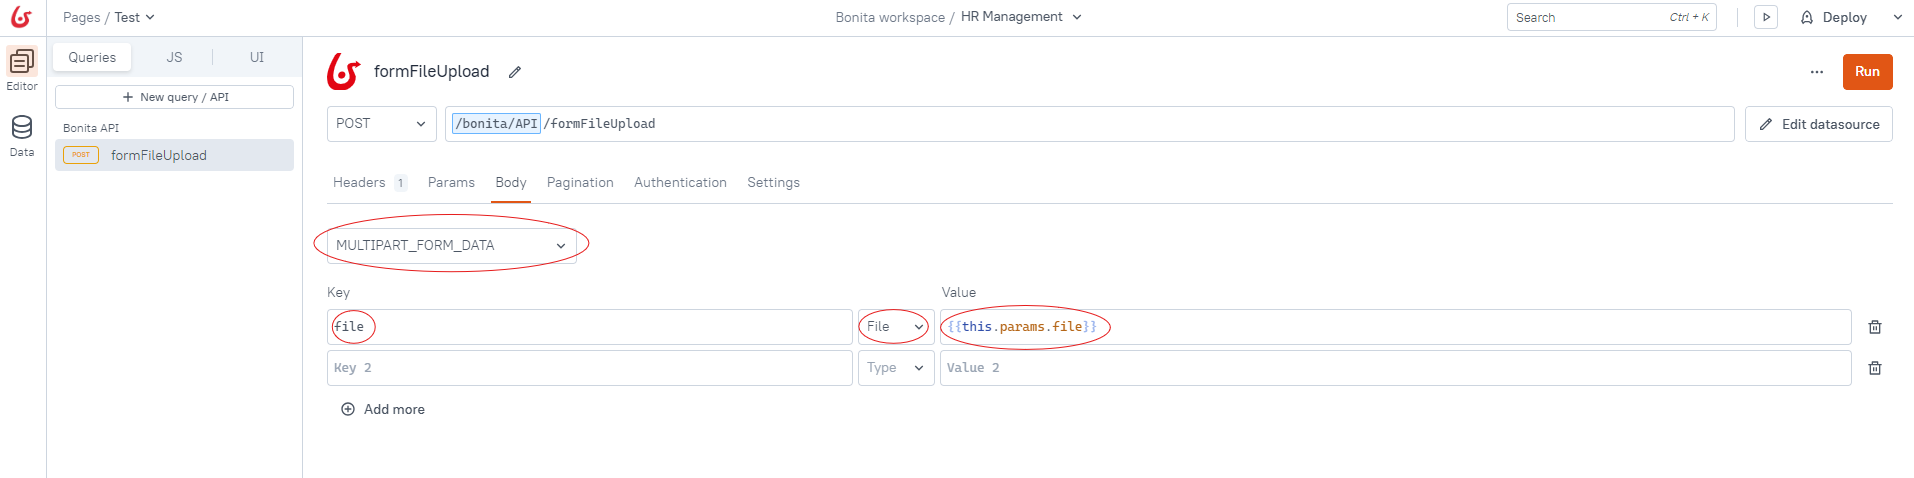 Pages / Test
Bonita workspace / HR Management
Search Ctrl + K
Deploy
Editor
Data
Queries JS UI
New query / API
Bonita API
POST formFileUpload
formFileUpload
Run
POST /bonita/API /formFileUpload Edit datasource
Headers 1 Params Body Pagination Authentication Settings
MULTIPART_FORM_DATA
Key Value
file File {{this.params.file}}
Key 2 Type Value 2
Add more